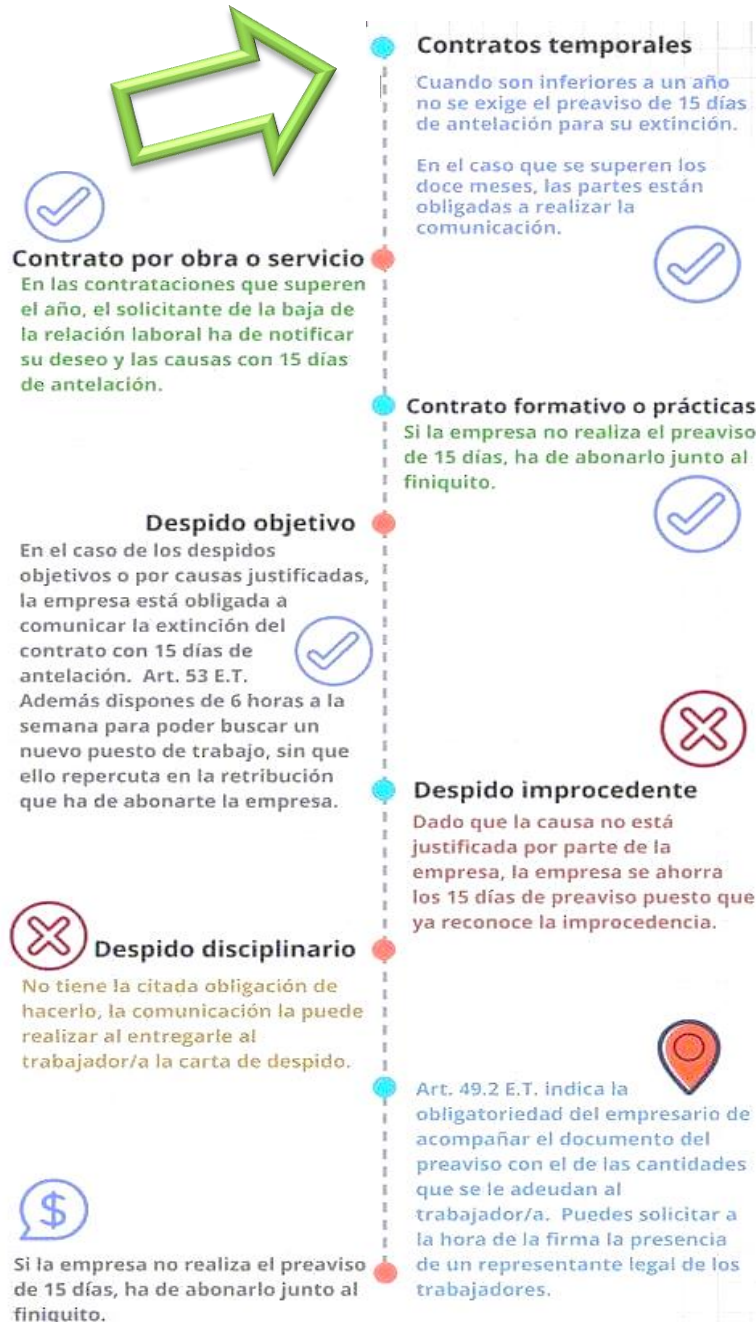 Contratos temporales
Cuando son inferiores a un año
no se exige el preaviso de 15 días
de antelación para su extinción.
En el caso que se superen los
doce meses, las partes están
obligadas a realizar la
comunicación.
Contrato por obra o servicio
En las contrataciones que superen
el año, el solicitante de la baja de
la relación laboral ha de notificar
su deseo y las causas con 15 días
de antelación.
Contrato formativo o prácticas
Si la empresa no realiza el preaviso
de 15 días, ha de abonarlo junto al
finiquito.
Despido objetivo
En el caso de los despidos
objetivos o por causas justificadas,
la empresa está obligada a
comunicar la extinción del
contrato con 15 días de
antelación. Art. 53 E.T.
Además dispones de 6 horas a la
semana para poder buscar un
nuevo puesto de trabajo, sin que
ello repercuta en la retribución
que ha de abonarte la empresa.
Despido improcedente
Dado que la causa no está
justificada por parte de la
empresa, la empresa se ahorra
los 15 días de preaviso puesto que
ya reconoce la improcedencia.
Despido disciplinario
No tiene la citada obligación de
hacerlo, la comunicación la puede
realizar al entregarle al
trabajador/a la carta de despido.
Art. 49.2 E.T. indica la
obligatoriedad del empresario de
acompañar el documento del
preaviso con el de las cantidades
que se le adeudan al
trabajador/a. Puedes solicitar a
la hora de la firma la presencia
de un representante legal de los
trabajadores.
$
Si la empresa no realiza el preaviso
de 15 días, ha de abonarlo junto al
finiquito.